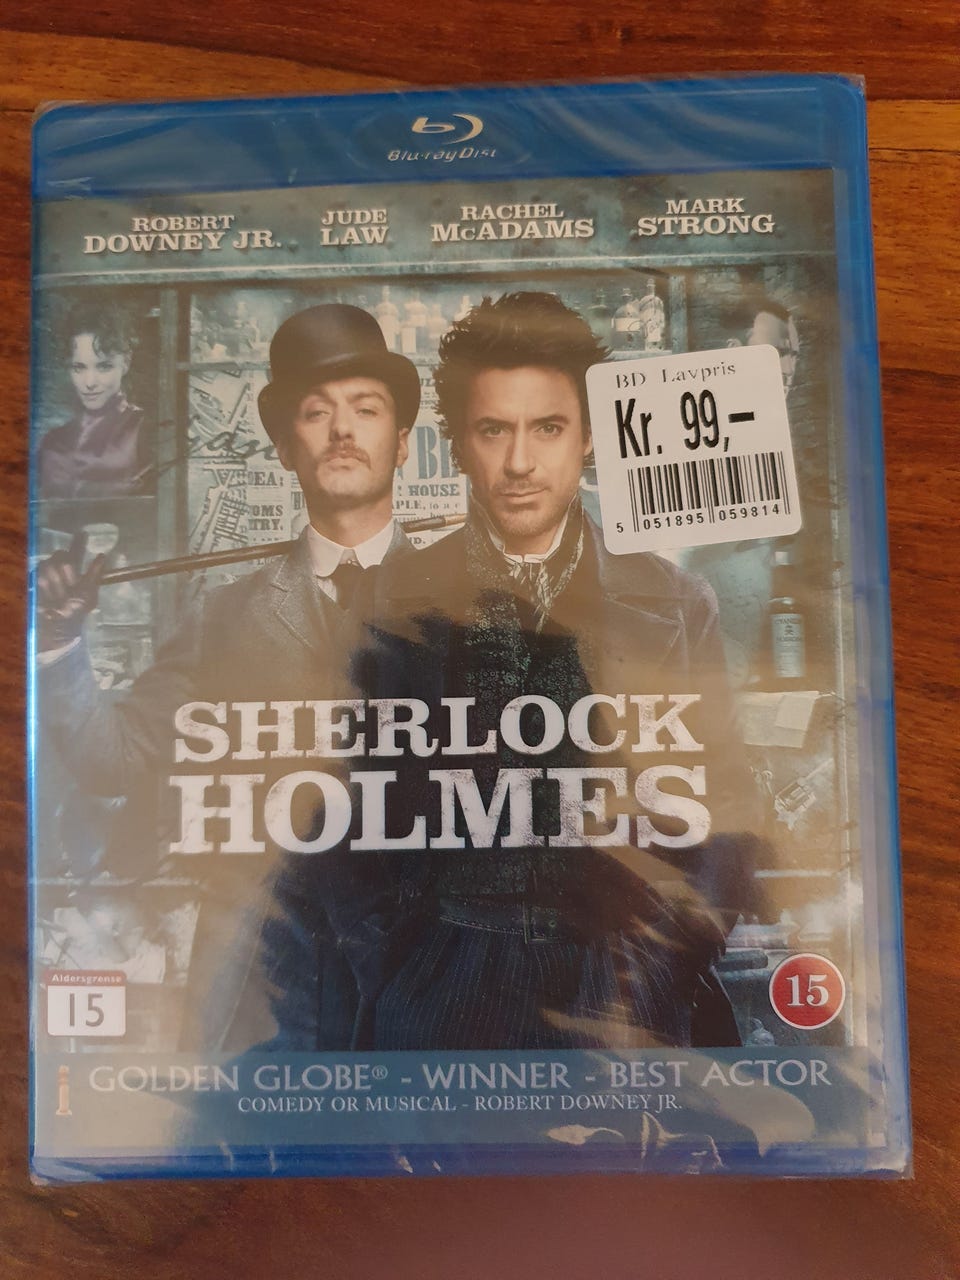 Blu-ray Disc
ROBERT
DOWNEY JR.
JUDE
LAW
RACHEL
McADAMS
MARK
STRONG
BD Lavpris
Kr. 99,-
5 051895 059814
HOUSE
SHERLOCK
HOLMES
Aldersgrense
15
15
GOLDEN GLOBE® - WINNER - BEST ACTOR
COMEDY OR MUSICAL - ROBERT DOWNEY JR.